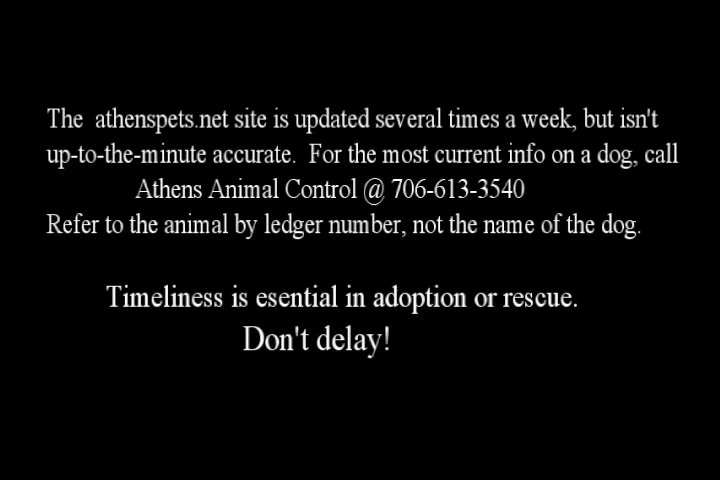 The athenspets.net site is updated several times a week, but isn't
up-to-the-minute accurate. For the most current info on a dog, call
Athens Animal Control @ 706-613-3540
Refer to the animal by ledger number, not the name of the dog.
Timeliness is esential in adoption or rescue.
Don't delay!